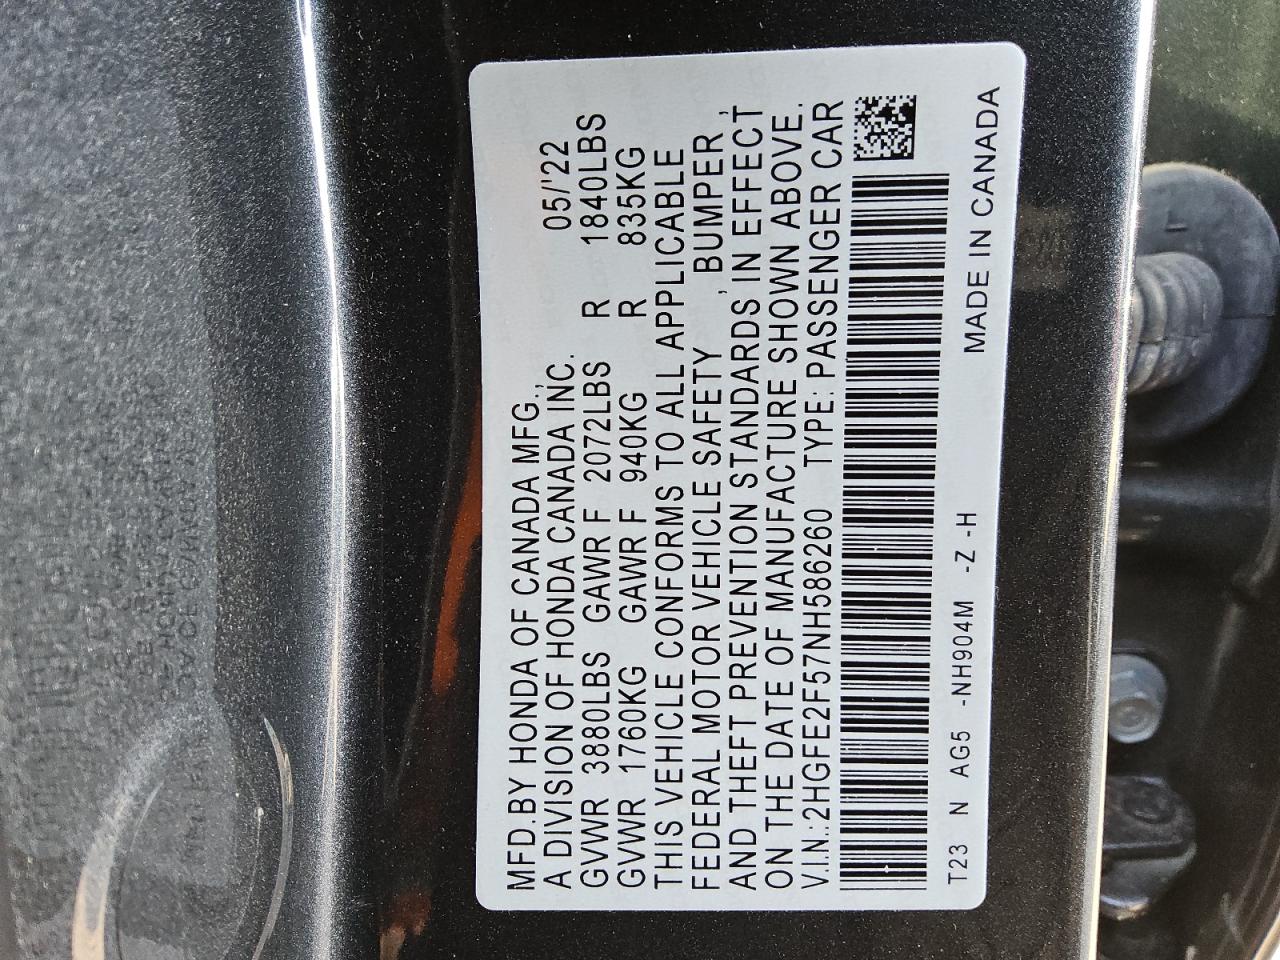 MFD.BY HONDA OF CANADA MFG.,
A DIVISION OF HONDA CANADA INC. 05/'22
GVWR 3880LBS GAWR F 2072LBS R 1840LBS
GVWR 1760KG GAWR F 940KG R 835KG
THIS VEHICLE CONFORMS TO ALL APPLICABLE
FEDERAL MOTOR VEHICLE SAFETY , BUMPER ,
AND THEFT PREVENTION STANDARDS IN EFFECT
ON THE DATE OF MANUFACTURE SHOWN ABOVE.
V.I.N.:2HGFE2F57NH586260 TYPE: PASSENGER CAR
T23 N AG5 -NH904M -Z -H MADE IN CANADA